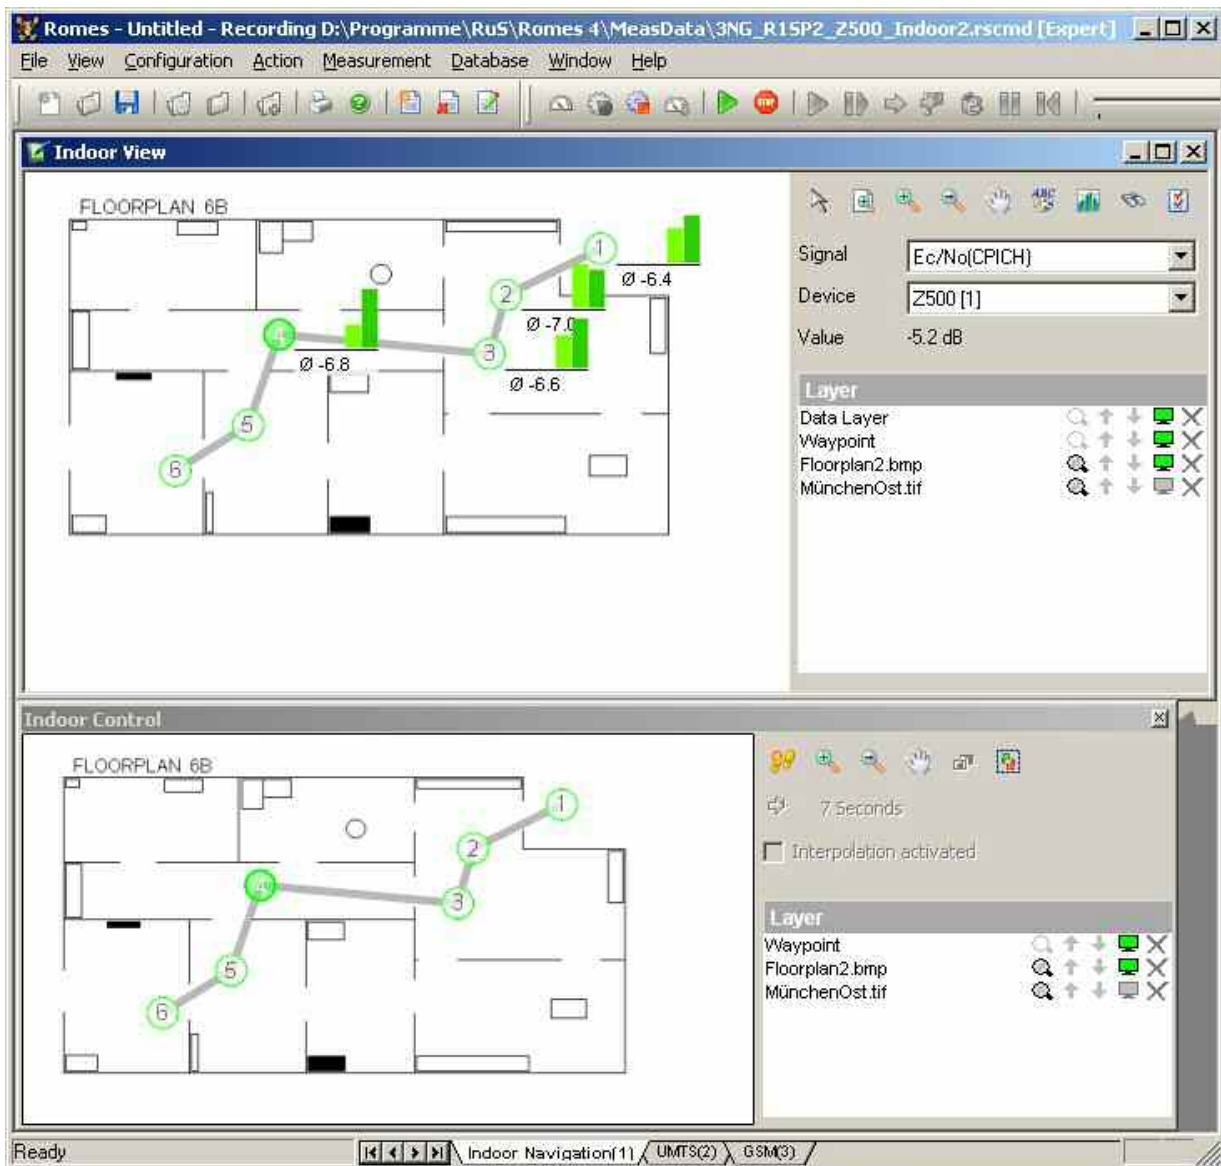 Romes - Untitled - Recording D:\Programme\RuS\Romes 4\MeasData\3NG_R1SP2_Z500_Indoor2.rscmd [Expert]
File View Configuration Action Measurement Database Window Help
STOP
Indoor View
FLOORPLAN 6B
1
Ø -6.4
2
Ø -7.0
3
Ø -6.6
4
Ø -6.8
5
6
ABC
Signal Ec/No(CPICH)
Device Z500 [1]
Value -5.2 dB
Layer
Data Layer
Waypoint
Floorplan2.bmp
MünchenOst.tif
Indoor Control
FLOORPLAN 6B
1
2
3
4
5
6
7 Seconds
Interpolation activated
Layer
Waypoint
Floorplan2.bmp
MünchenOst.tif
Ready Indoor Navigation(1) UMTS(2) GSM(3)